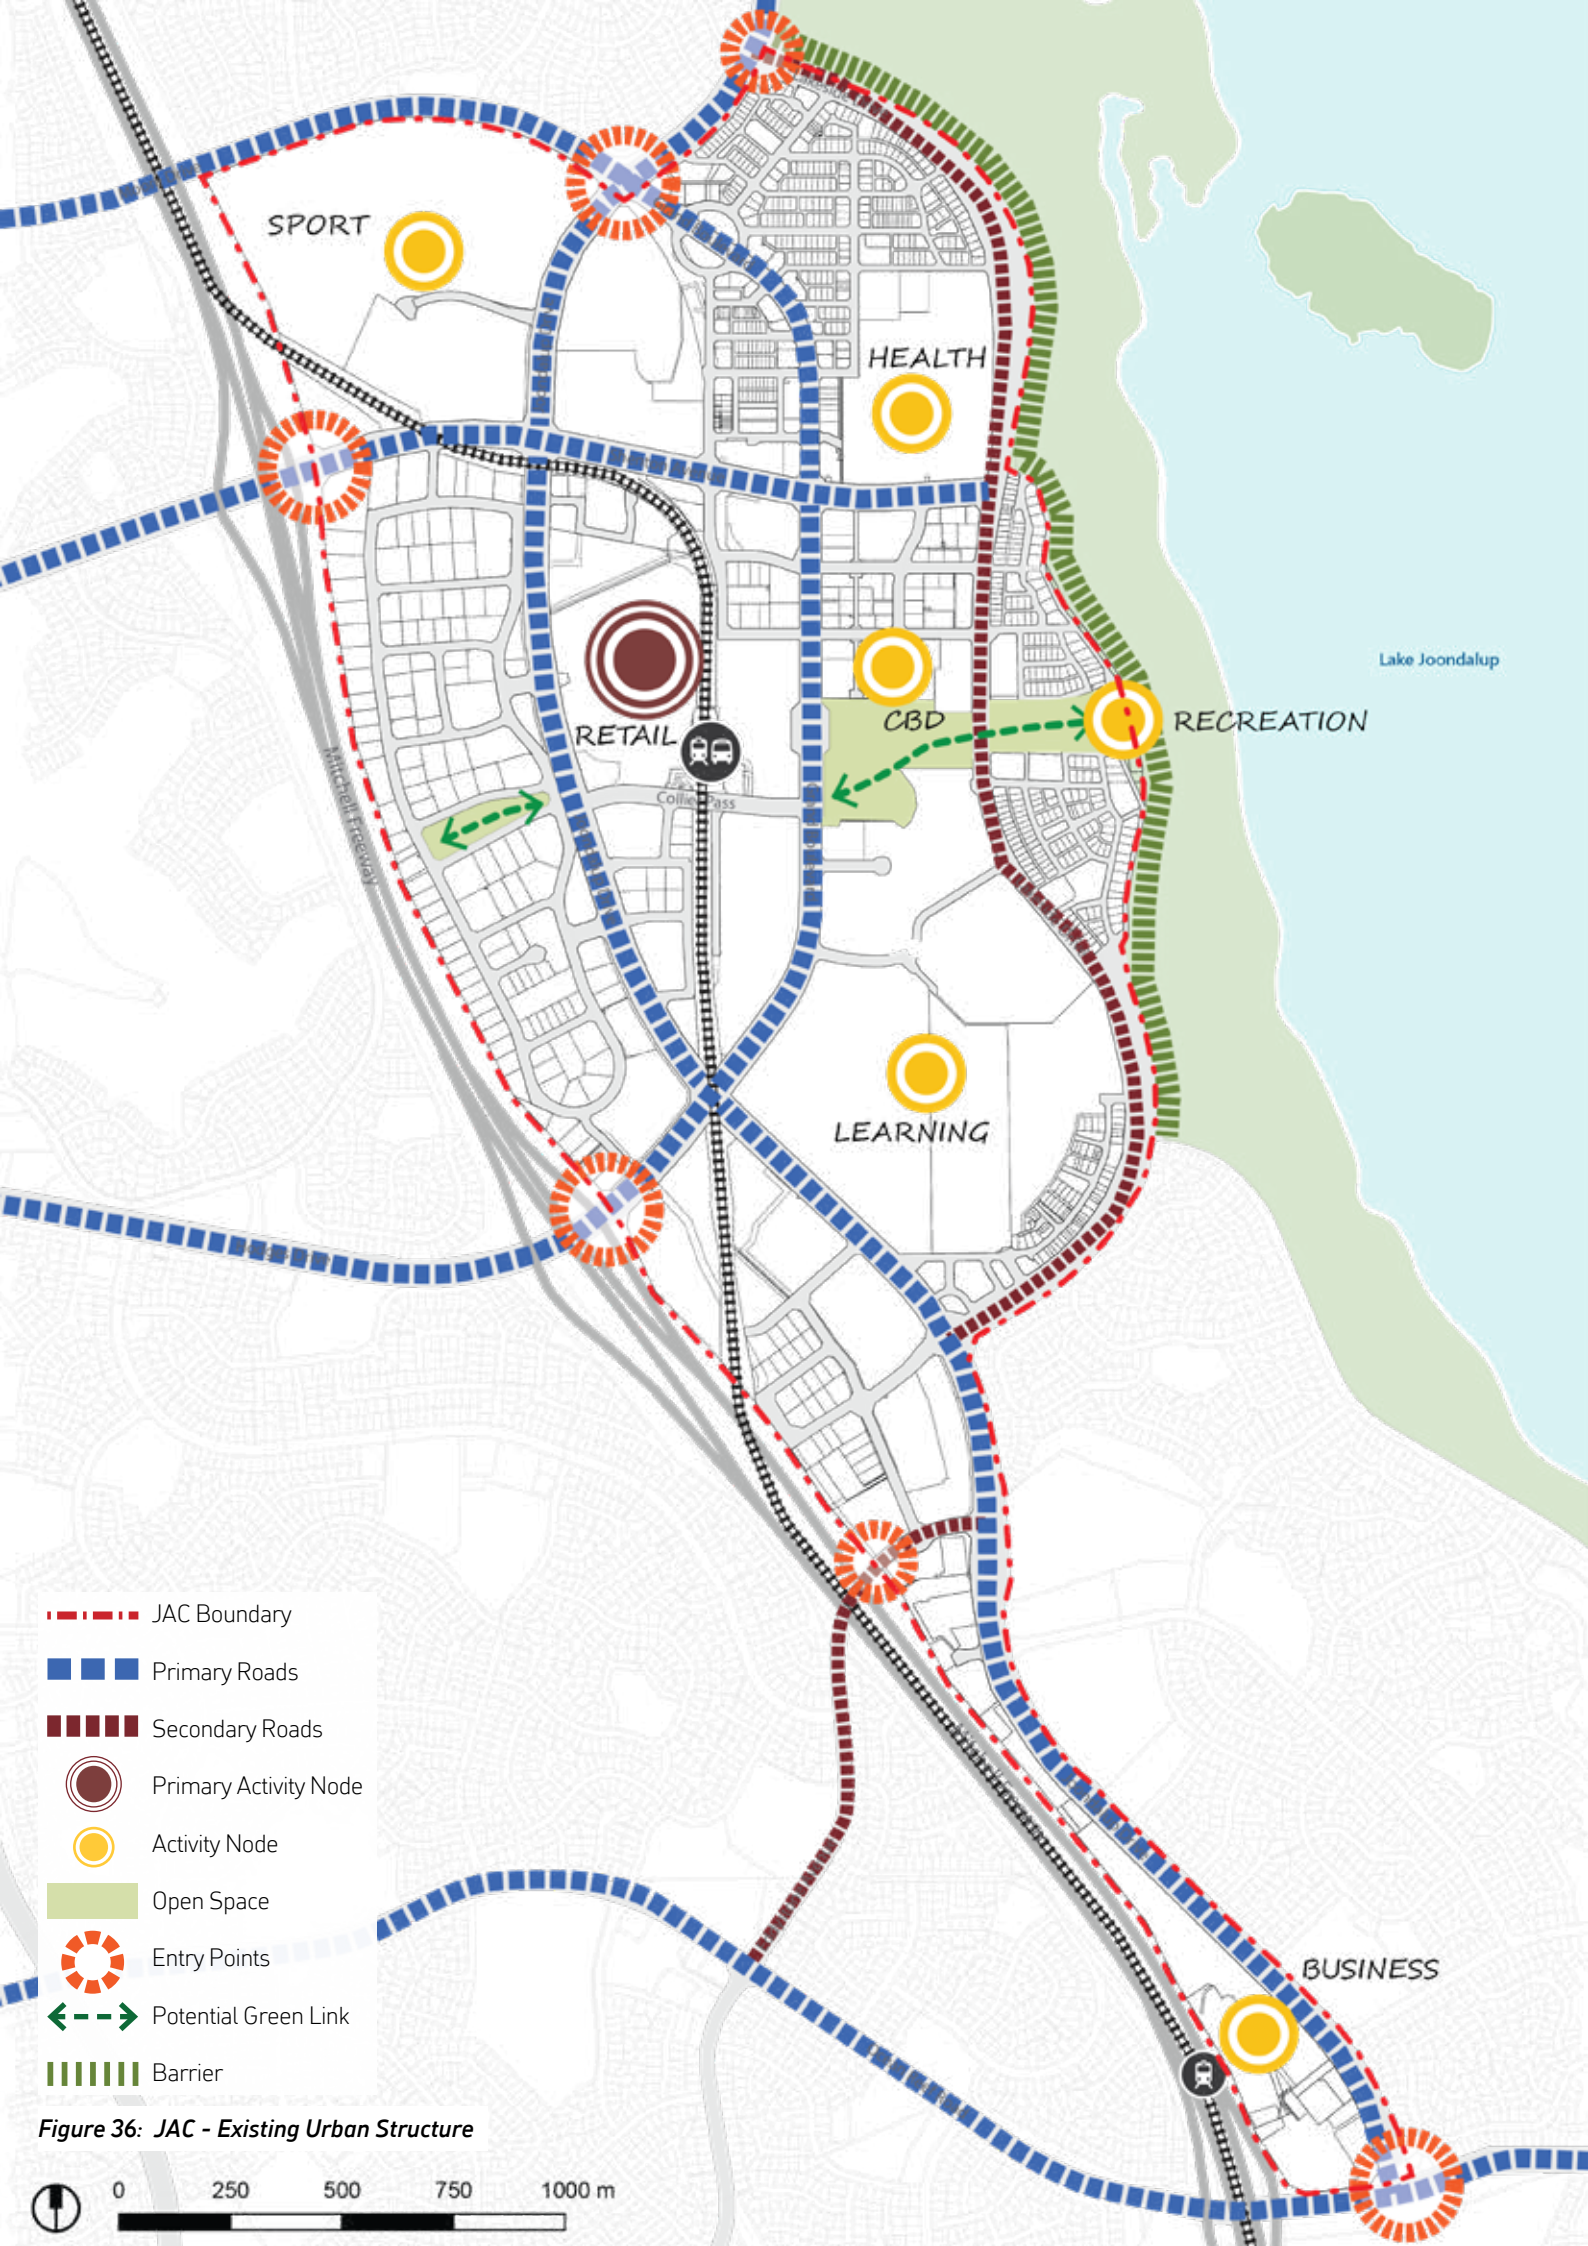 SPORT
HEALTH
Lake Joondalup
CBD
RECREATION
RETAIL
Collier Pass
Mitchell Freeway
LEARNING
JAC Boundary
Primary Roads
Secondary Roads
Primary Activity Node
Activity Node
Open Space
Entry Points
Potential Green Link
Barrier
BUSINESS
Figure 36: JAC - Existing Urban Structure
0 250 500 750 1000 m